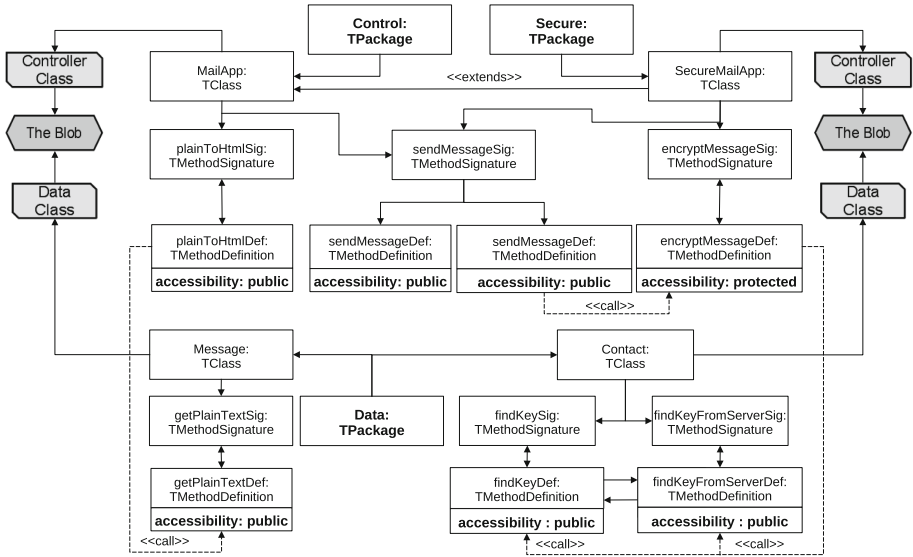 Control:
TPackage
Secure:
TPackage
Controller
Class
MailApp:
TClass
<<extends>>
SecureMailApp:
TClass
Controller
Class
The Blob
plainToHtmlSig:
TMethodSignature
sendMessageSig:
TMethodSignature
encryptMessageSig:
TMethodSignature
The Blob
Data
Class
Data
Class
plainToHtmlDef:
TMethodDefinition
accessibility: public
sendMessageDef:
TMethodDefinition
accessibility: public
sendMessageDef:
TMethodDefinition
accessibility: public
encryptMessageDef:
TMethodDefinition
accessibility: protected
<<call>>
Message:
TClass
Contact:
TClass
getPlainTextSig:
TMethodSignature
Data:
TPackage
findKeySig:
TMethodSignature
findKeyFromServerSig:
TMethodSignature
getPlainTextDef:
TMethodDefinition
accessibility: public
findKeyDef:
TMethodDefinition
accessibility : public
findKeyFromServerDef:
TMethodDefinition
accessibility : public
<<call>>
<<call>>
<<call>>